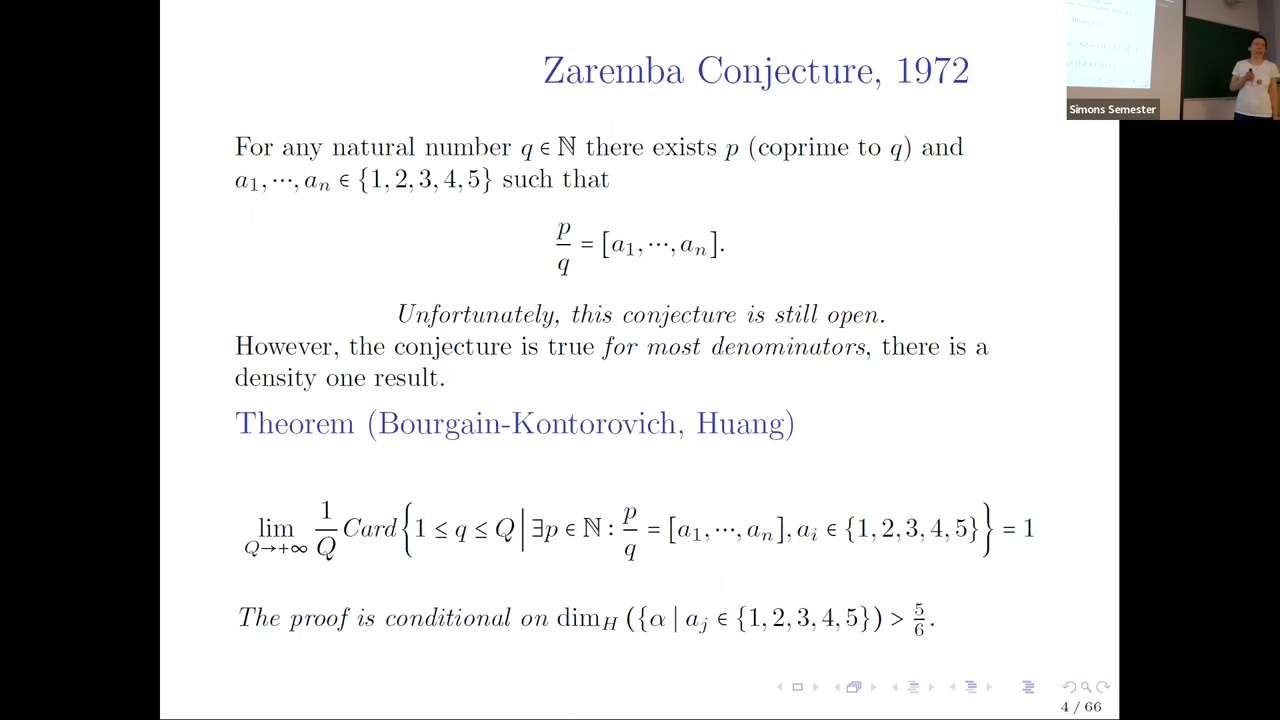 Zaremba Conjecture, 1972
Simons Semester
For any natural number q ∈ ℕ there exists p (coprime to q) and
a₁, ⋯, aₙ ∈ {1, 2, 3, 4, 5} such that
p/q = [a₁, ⋯, aₙ].
Unfortunately, this conjecture is still open.
However, the conjecture is true for most denominators, there is a
density one result.
Theorem (Bourgain-Kontorovich, Huang)
lim_{Q→+∞} 1/Q Card{1 ≤ q ≤ Q | ∃p ∈ ℕ : p/q = [a₁, ⋯, aₙ], aᵢ ∈ {1, 2, 3, 4, 5}} = 1
The proof is conditional on dim_H ({α | aⱼ ∈ {1, 2, 3, 4, 5}) > 5/6.
4 / 66